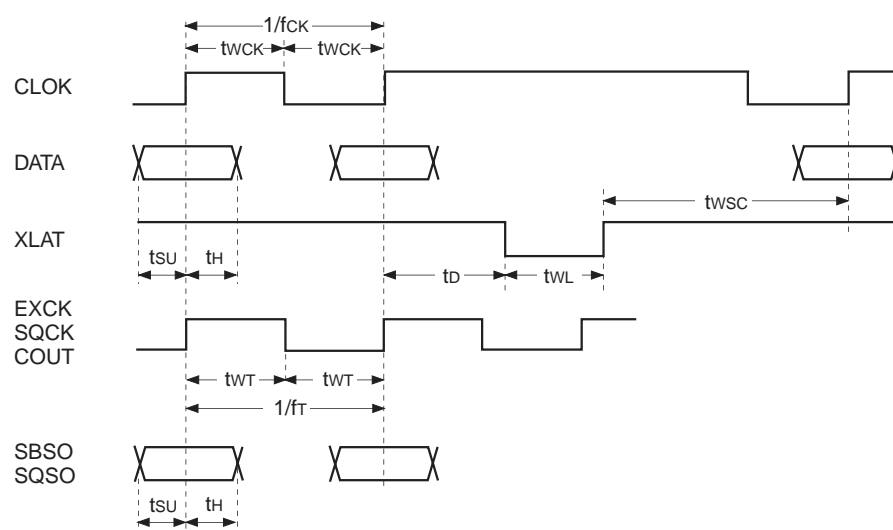 1/fCK
tWCK tWCK
CLOK
DATA
tWSC
XLAT
tSU tH
tD tWL
EXCK
SQCK
COUT
tWT tWT
1/fT
SBSO
SQSO
tSU tH